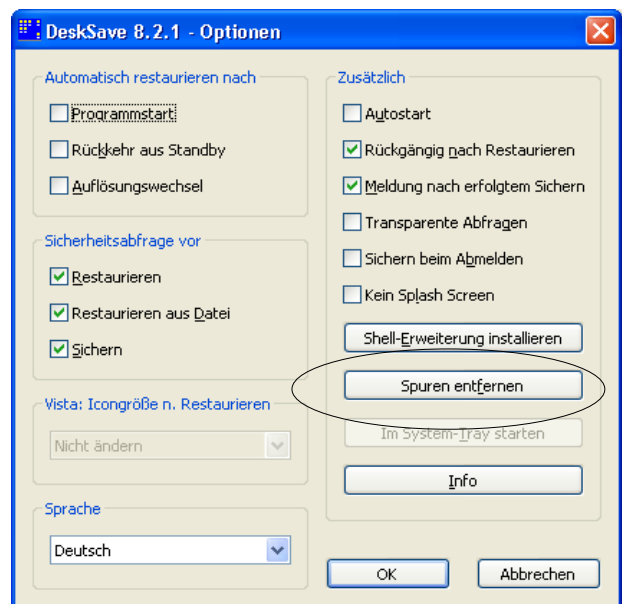 DeskSave 8.2.1 - Optionen
Automatisch restaurieren nach
Programmstart
Rückkehr aus Standby
Auflösungswechsel
Sicherheitsabfrage vor
Restaurieren
Restaurieren aus Datei
Sichern
Vista: Icongröße n. Restaurieren
Nicht ändern
Sprache
Deutsch
Zusätzlich
Autostart
Rückgängig nach Restaurieren
Meldung nach erfolgtem Sichern
Transparente Abfragen
Sichern beim Abmelden
Kein Splash Screen
Shell-Erweiterung installieren
Spuren entfernen
Im System-Tray starten
Info
OK
Abbrechen